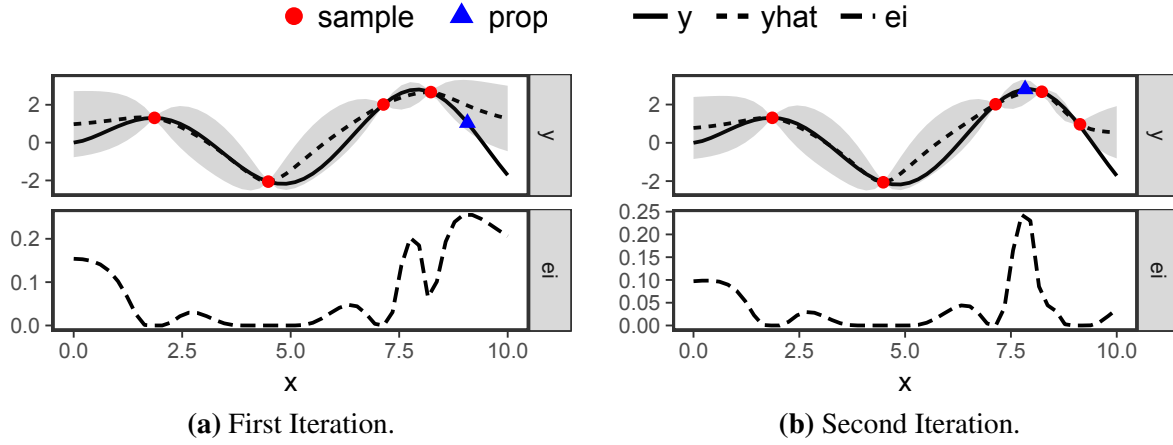 sample prop y yhat ei
2
0
-2
y
0.2
0.1
0.0
ei
0.0 2.5 5.0 7.5 10.0
x
(a) First Iteration.
2
0
-2
y
0.25
0.20
0.15
0.10
0.05
0.00
ei
0.0 2.5 5.0 7.5 10.0
x
(b) Second Iteration.